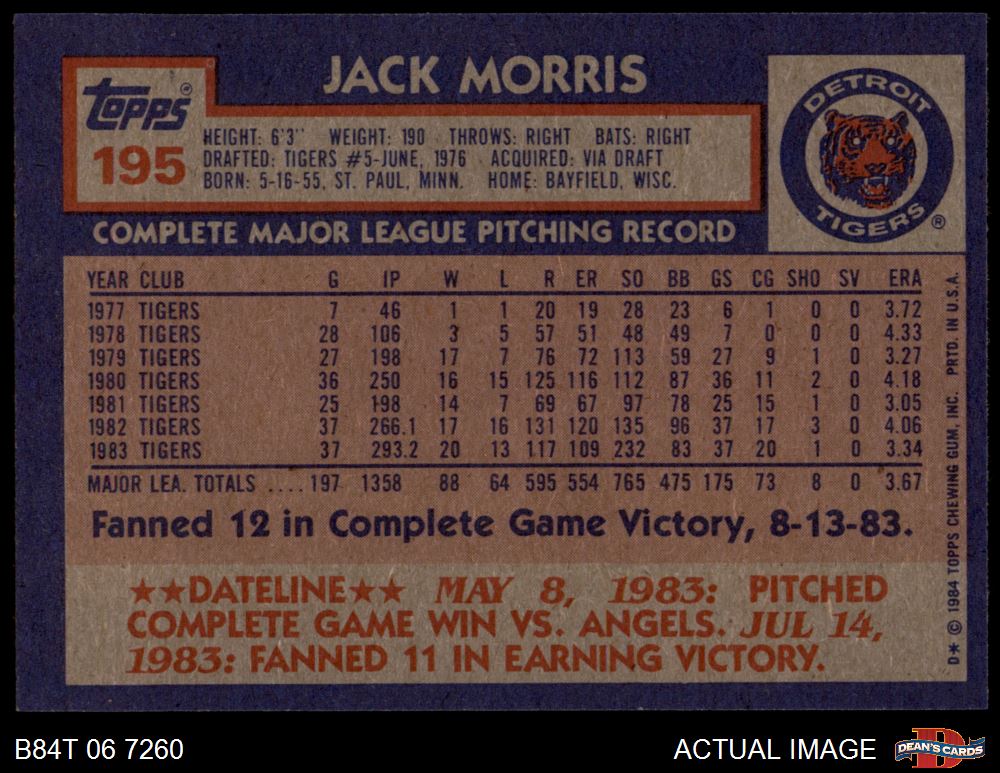 JACK MORRIS
TOPPS ®
195
HEIGHT: 6'3" WEIGHT: 190 THROWS: RIGHT BATS: RIGHT
DRAFTED: TIGERS #5-JUNE, 1976 ACQUIRED: VIA DRAFT
BORN: 5-16-55, ST. PAUL, MINN. HOME: BAYFIELD, WISC.
DETROIT
TIGERS ®
COMPLETE MAJOR LEAGUE PITCHING RECORD
YEAR CLUB G IP W L R ER SO BB GS CG SHO SV ERA
1977 TIGERS 7 46 1 1 20 19 28 23 6 1 0 0 3.72
1978 TIGERS 28 106 3 5 57 51 48 49 7 0 0 0 4.33
1979 TIGERS 27 198 17 7 76 72 113 59 27 9 1 0 3.27
1980 TIGERS 36 250 16 15 125 116 112 87 36 11 2 0 4.18
1981 TIGERS 25 198 14 7 69 67 97 78 25 15 1 0 3.05
1982 TIGERS 37 266.1 17 16 131 120 135 96 37 17 3 0 4.06
1983 TIGERS 37 293.2 20 13 117 109 232 83 37 20 1 0 3.34
MAJOR LEA. TOTALS ....197 1358 88 64 595 554 765 475 175 73 8 0 3.67
Fanned 12 in Complete Game Victory, 8-13-83.
★★DATELINE★★ MAY 8, 1983: PITCHED
COMPLETE GAME WIN VS. ANGELS. JUL 14,
1983: FANNED 11 IN EARNING VICTORY.
D* © 1984 TOPPS CHEWING GUM, INC. PRTD. IN U.S.A.
B84T 06 7260
ACTUAL IMAGE
DEAN'S CARDS